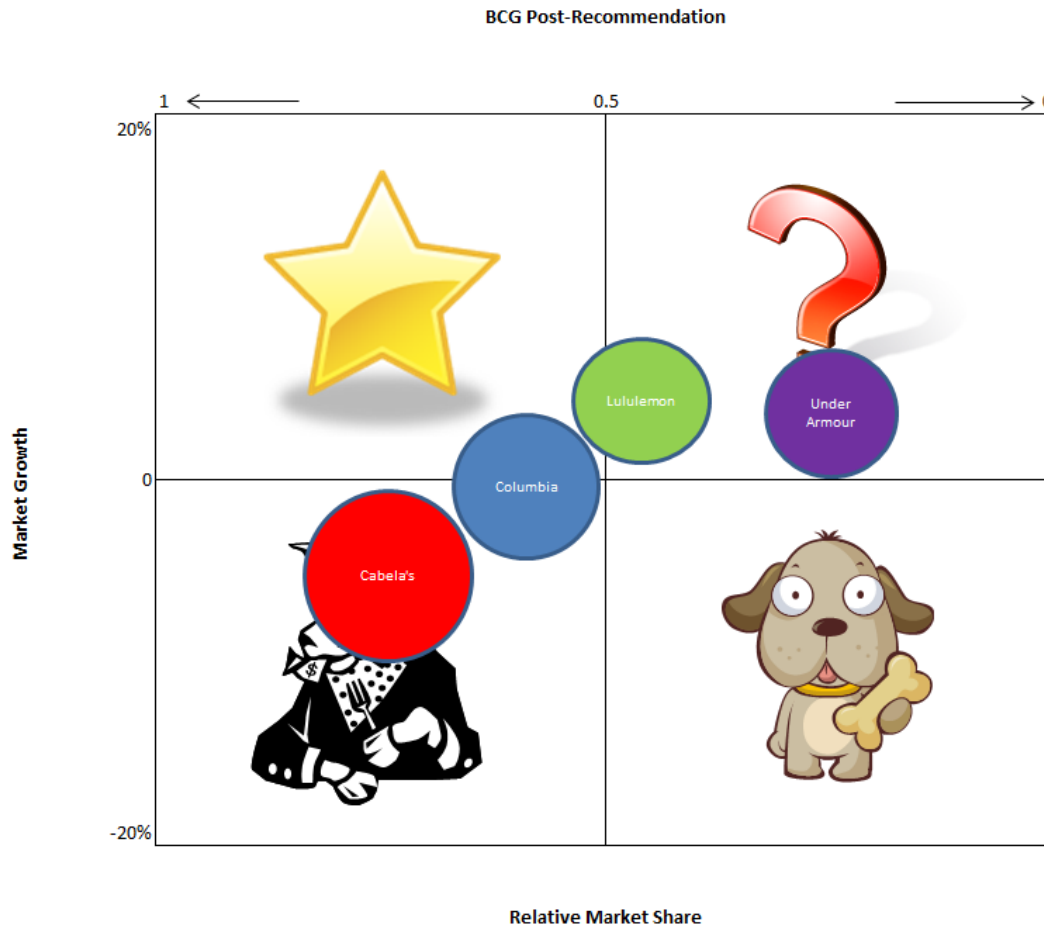 BCG Post-Recommendation
1
0.5
20%
Lululemon
Under
Armour
0
Columbia
Market Growth
Cabela's
$
-20%
Relative Market Share